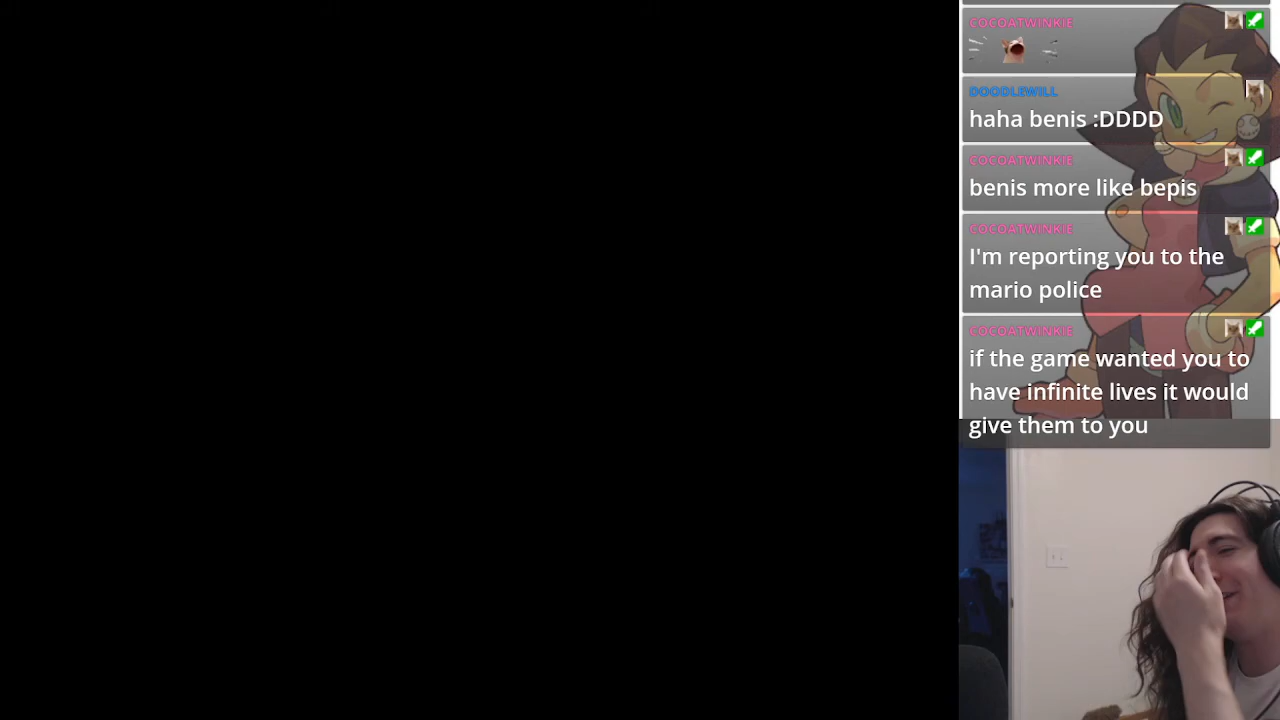 COCOATWINKIE
DOODLEWILL
haha benis :DDDD
COCOATWINKIE
benis more like bepis
COCOATWINKIE
I'm reporting you to the
mario police
COCOATWINKIE
if the game wanted you to
have infinite lives it would
give them to you